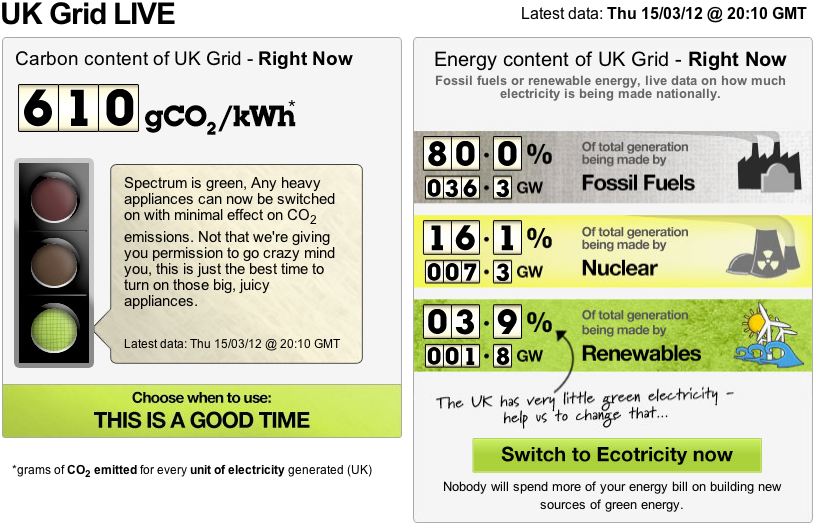 UK Grid LIVE
Latest data: Thu 15/03/12 @ 20:10 GMT
Carbon content of UK Grid - Right Now
610 gCO2/kWh*
Spectrum is green, Any heavy
appliances can now be switched
on with minimal effect on CO2
emissions. Not that we're giving
you permission to go crazy mind
you, this is just the best time to
turn on those big, juicy
appliances.
Latest data: Thu 15/03/12 @ 20:10 GMT
Choose when to use:
THIS IS A GOOD TIME
*grams of CO2 emitted for every unit of electricity generated (UK)
Energy content of UK Grid - Right Now
Fossil fuels or renewable energy, live data on how much
electricity is being made nationally.
80.0 %
036.3 GW
Of total generation
being made by
Fossil Fuels
16.1 %
007.3 GW
Of total generation
being made by
Nuclear
03.9 %
001.8 GW
Of total generation
being made by
Renewables
The UK has very little green electricity –
help us to change that...
Switch to Ecotricity now
Nobody will spend more of your energy bill on building new
sources of green energy.